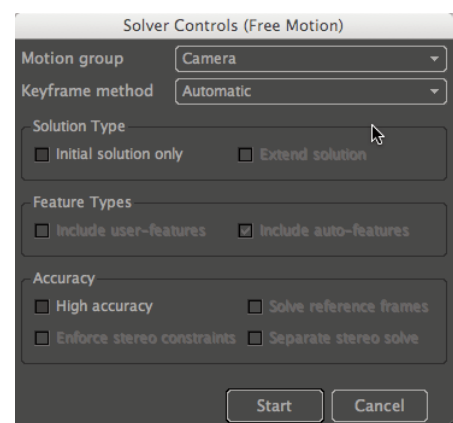 Solver Controls (Free Motion)
Motion group Camera
Keyframe method Automatic
Solution Type
Initial solution only Extend solution
Feature Types
Include user-features Include auto-features
Accuracy
High accuracy Solve reference frames
Enforce stereo constraints Separate stereo solve
Start Cancel